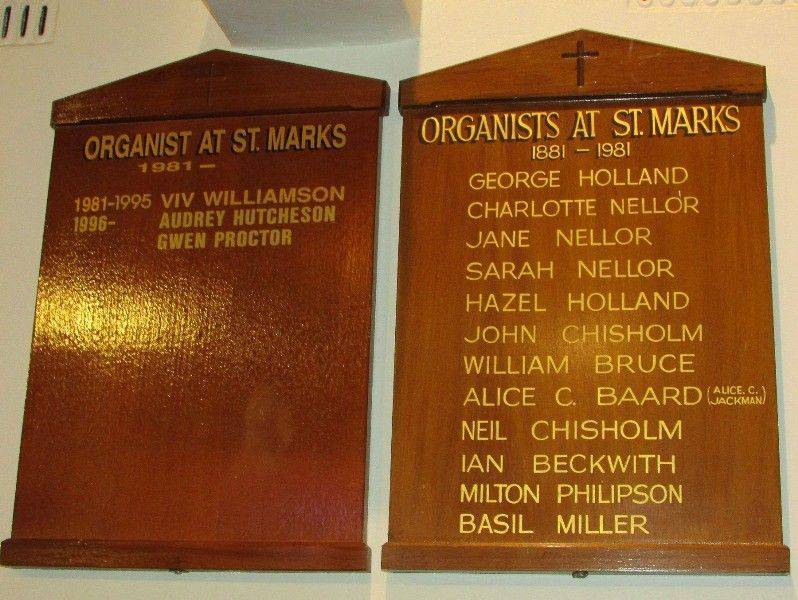 ORGANIST AT ST. MARKS
1981 –
1981-1995 VIV WILLIAMSON
1996- AUDREY HUTCHESON
GWEN PROCTOR
ORGANISTS AT ST. MARKS
1881 – 1981
GEORGE HOLLAND
CHARLOTTE NELLOR
JANE NELLOR
SARAH NELLOR
HAZEL HOLLAND
JOHN CHISHOLM
WILLIAM BRUCE
ALICE C. BAARD (ALICE. C. JACKMAN)
NEIL CHISHOLM
IAN BECKWITH
MILTON PHILIPSON
BASIL MILLER